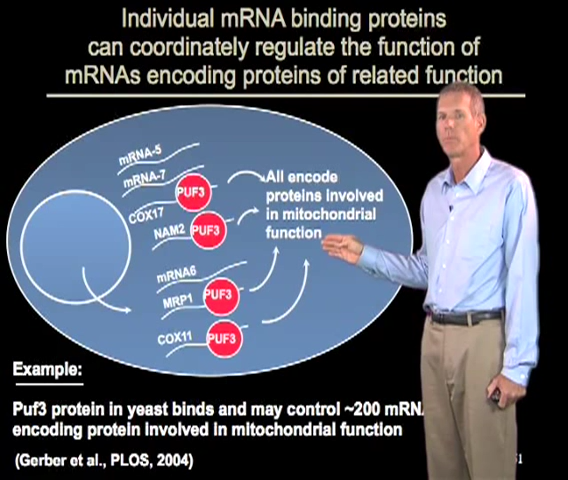 Individual mRNA binding proteins
can coordinately regulate the function of
mRNAs encoding proteins of related function
mRNA-5
mRNA-7
PUF3
COX17
NAM2 PUF3
All encode
proteins involved
in mitochondrial
function
mRNA6
MRP1 PUF3
COX11 PUF3
Example:
Puf3 protein in yeast binds and may control ~200 mRN
encoding protein involved in mitochondrial function
(Gerber et al., PLOS, 2004)